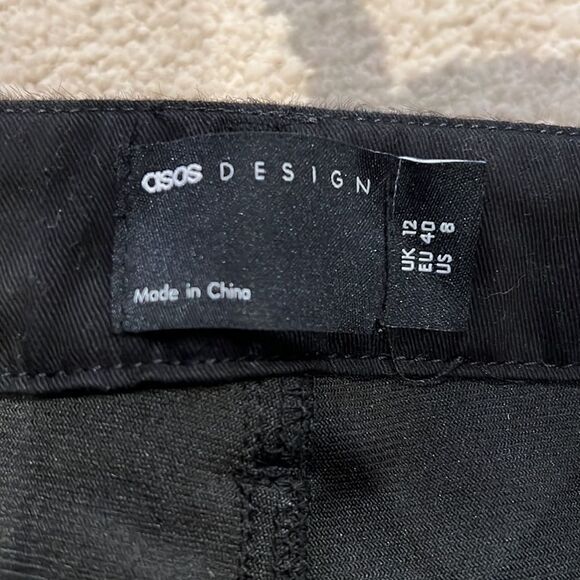 asos DESIGN
Made in China
UK 12
EU 40
US 8